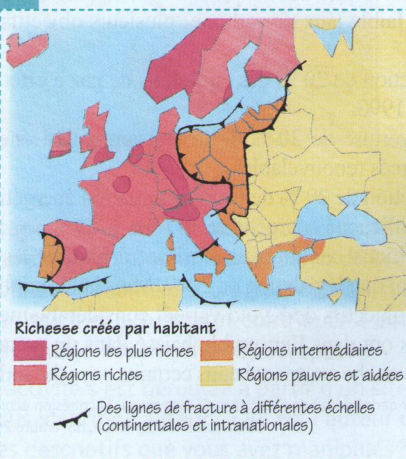 Richesse créée par habitant
Régions les plus riches
Régions intermédiaires
Régions riches
Régions pauvres et aidées
Des lignes de fracture à différentes échelles
(continentales et intranationales)